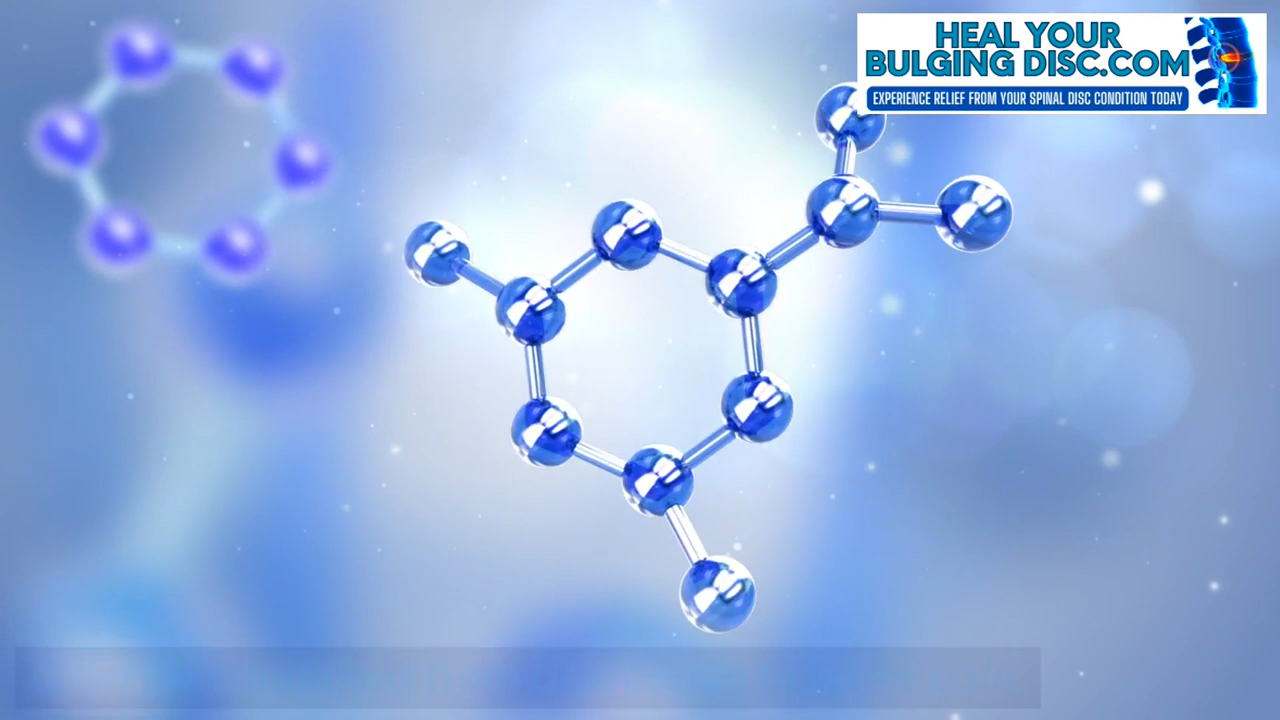 HEAL YOUR
BULGING DISC.COM
EXPERIENCE RELIEF FROM YOUR SPINAL DISC CONDITION TODAY